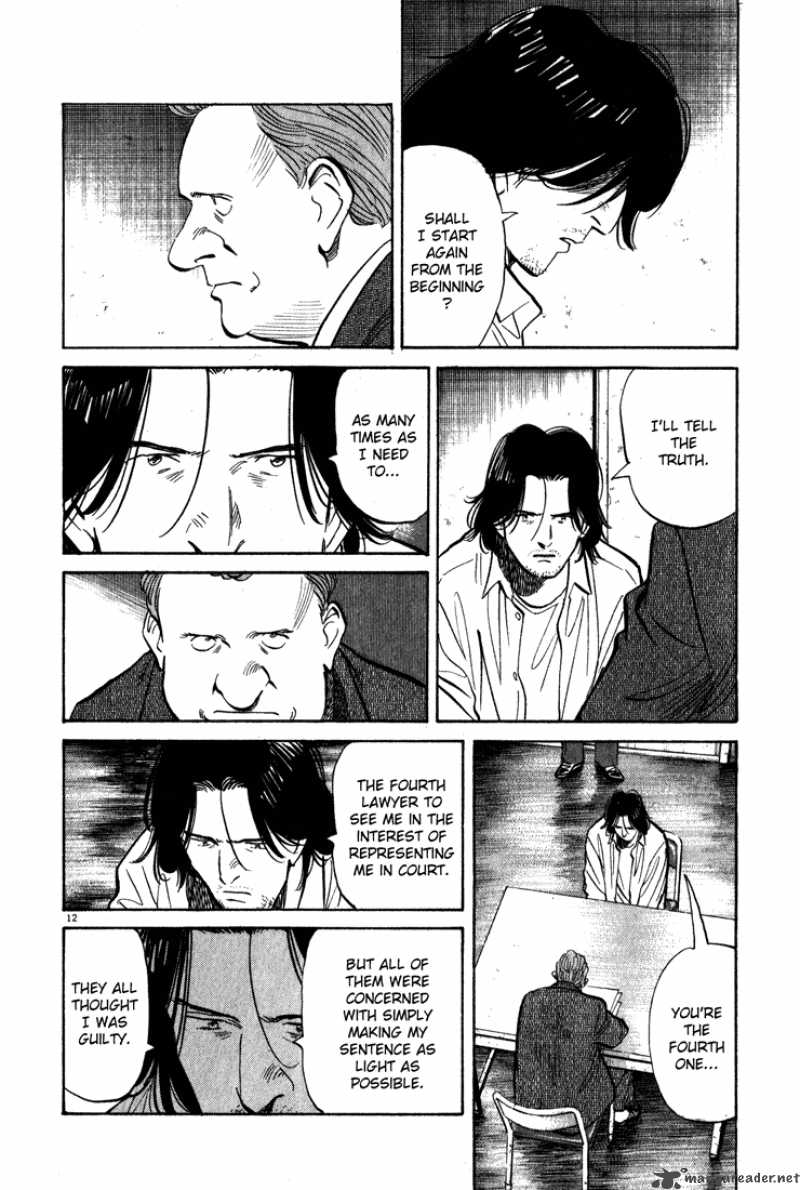 SHALL
I START
AGAIN
FROM THE
BEGINNING
?
I'LL TELL
THE
TRUTH.
AS MANY
TIMES AS
I NEED
TO...
YOU'RE
THE
FOURTH
ONE...
THE FOURTH
LAWYER TO
SEE ME IN THE
INTEREST OF
REPRESENTING
ME IN COURT.
12
BUT ALL OF
THEM WERE
CONCERNED
WITH SIMPLY
MAKING MY
SENTENCE AS
LIGHT AS
POSSIBLE.
THEY ALL
THOUGHT
I WAS
GUILTY.
mangareader.net